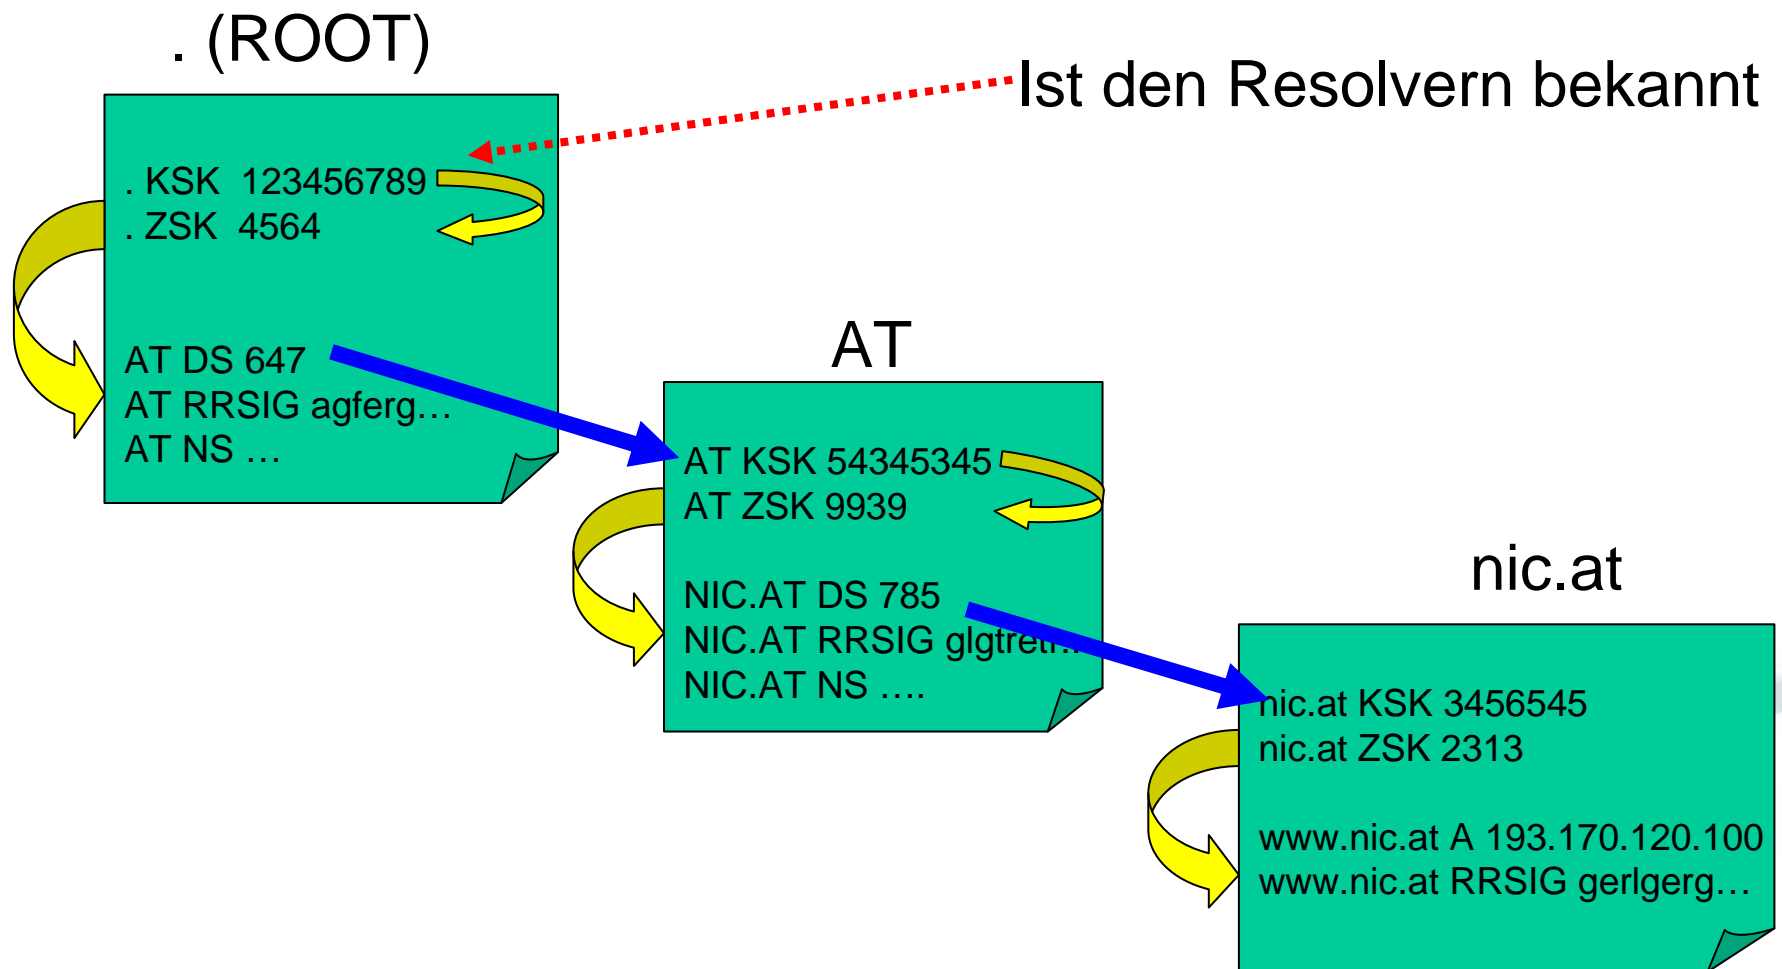 . (ROOT)
Ist den Resolvern bekannt
. KSK 123456789
. ZSK 4564
AT DS 647
AT RRSIG agferg…
AT NS …
AT
AT KSK 54345345
AT ZSK 9939
NIC.AT DS 785
NIC.AT RRSIG
NIC.AT NS ….
nic.at
nic.at KSK 3456545
nic.at ZSK 2313
www.nic.at A 193.170.120.100
www.nic.at RRSIG gerlgerg…